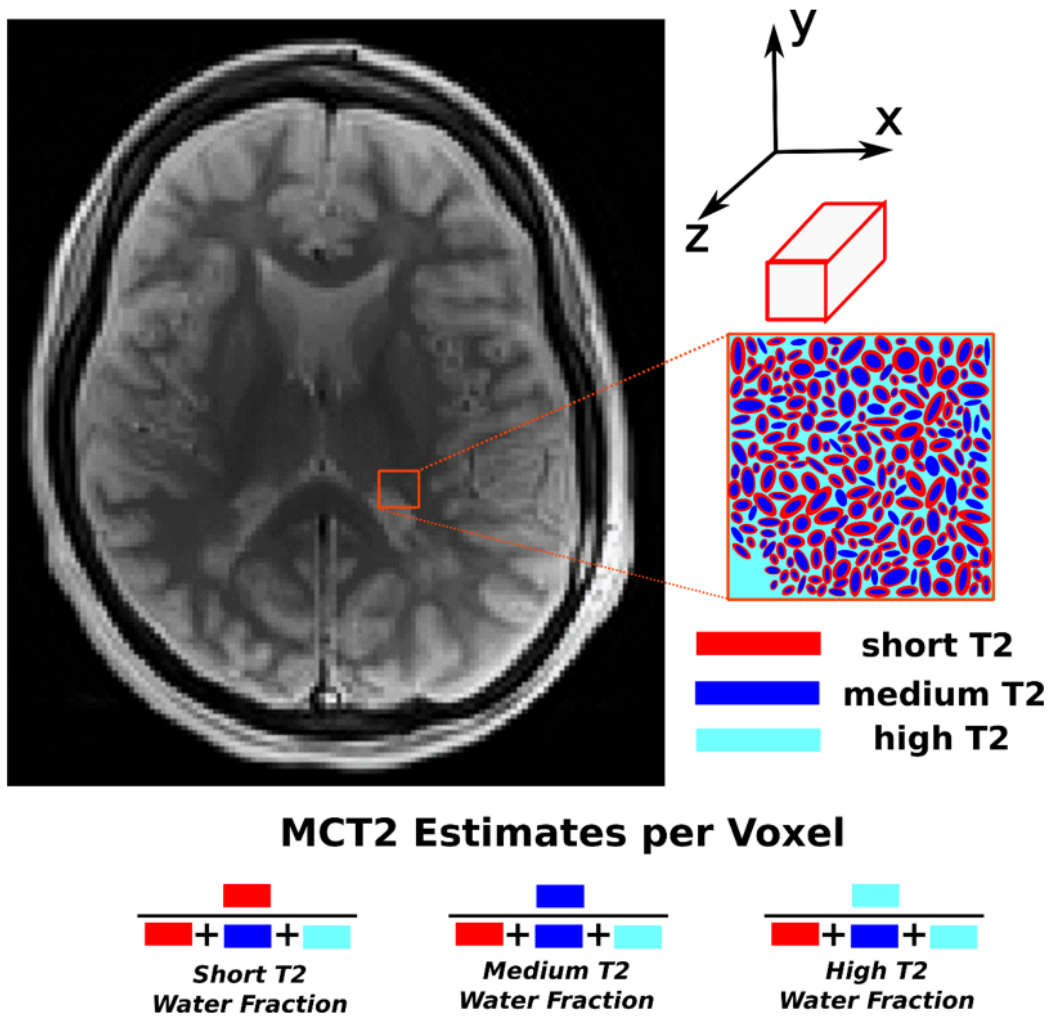 y
x
z
short T2
medium T2
high T2
MCT2 Estimates per Voxel
+ +
Short T2
Water Fraction
+ +
Medium T2
Water Fraction
+ +
High T2
Water Fraction